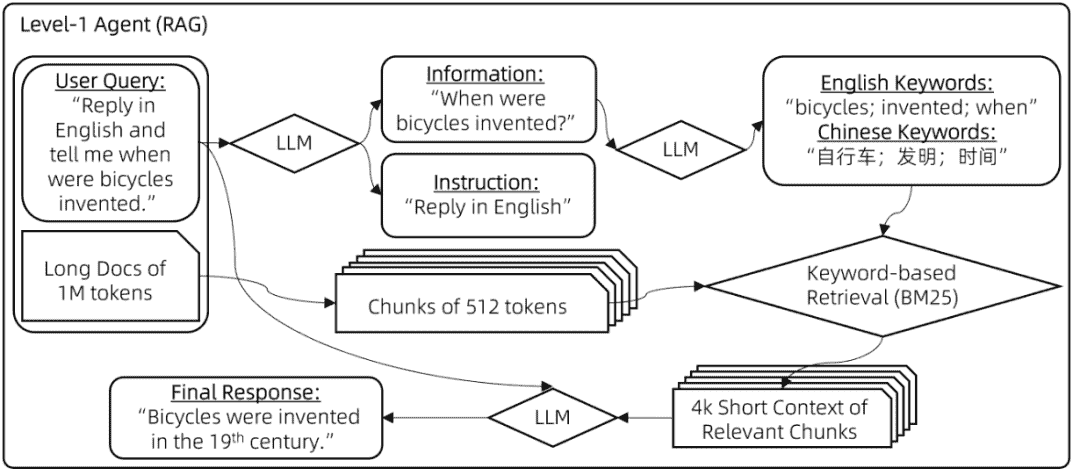 Level-1 Agent (RAG)
User Query:
“Reply in
English and
tell me when
were bicycles
invented.”
LLM
Information:
“When were
bicycles invented?”
Instruction:
“Reply in English”
LLM
English Keywords:
“bicycles; invented; when”
Chinese Keywords:
“自行车；发明；时间”
Long Docs of
1M tokens
Chunks of 512 tokens
Keyword-based
Retrieval (BM25)
Final Response:
“Bicycles were invented
in the 19th century.”
LLM
4k Short Context of
Relevant Chunks